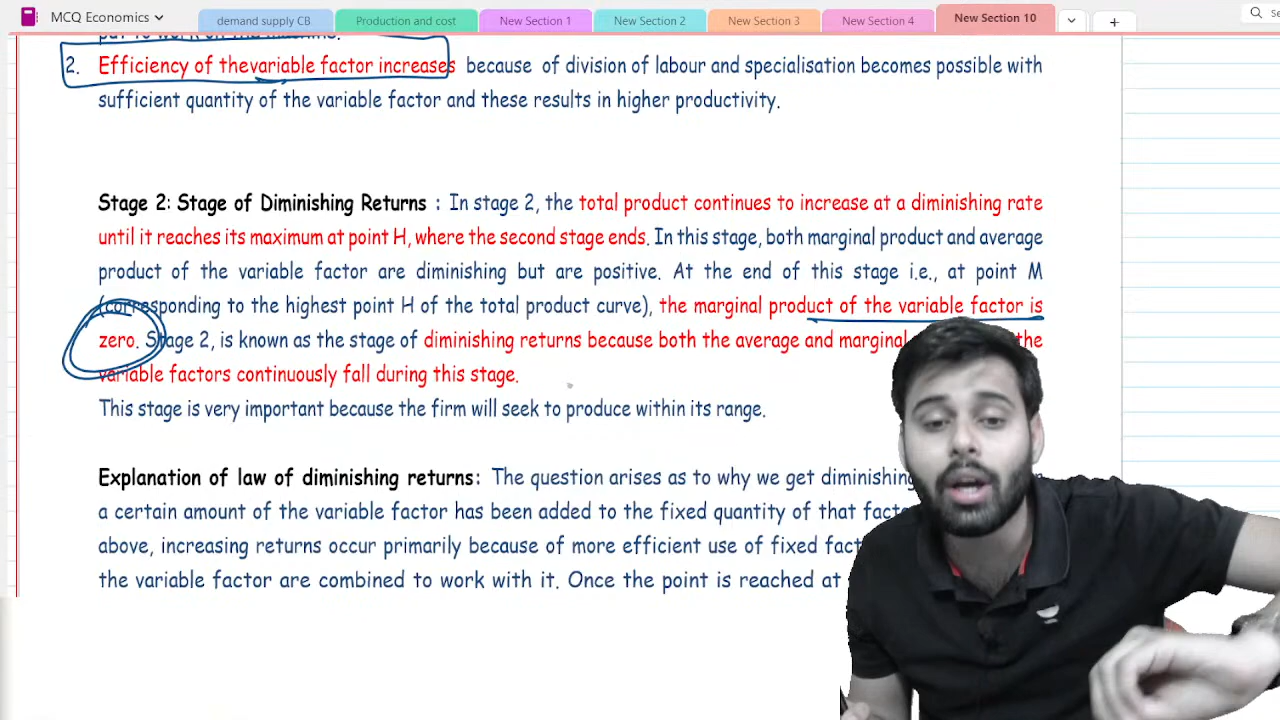 MCQ Economics
demand supply CB
Production and cost
New Section 1
New Section 2
New Section 3
New Section 4
New Section 10
2. Efficiency of thevariable factor increases because of division of labour and specialisation becomes possible with
sufficient quantity of the variable factor and these results in higher productivity.
Stage 2: Stage of Diminishing Returns : In stage 2, the total product continues to increase at a diminishing rate
until it reaches its maximum at point H, where the second stage ends. In this stage, both marginal product and average
product of the variable factor are diminishing but are positive. At the end of this stage i.e., at point M
(corresponding to the highest point H of the total product curve), the marginal product of the variable factor is
zero. Stage 2, is known as the stage of diminishing returns because both the average and marginal the
variable factors continuously fall during this stage.
This stage is very important because the firm will seek to produce within its range.
Explanation of law of diminishing returns: The question arises as to why we get diminishing
a certain amount of the variable factor has been added to the fixed quantity of that
above, increasing returns occur primarily because of more efficient use of fixed
the variable factor are combined to work with it. Once the point is reached at